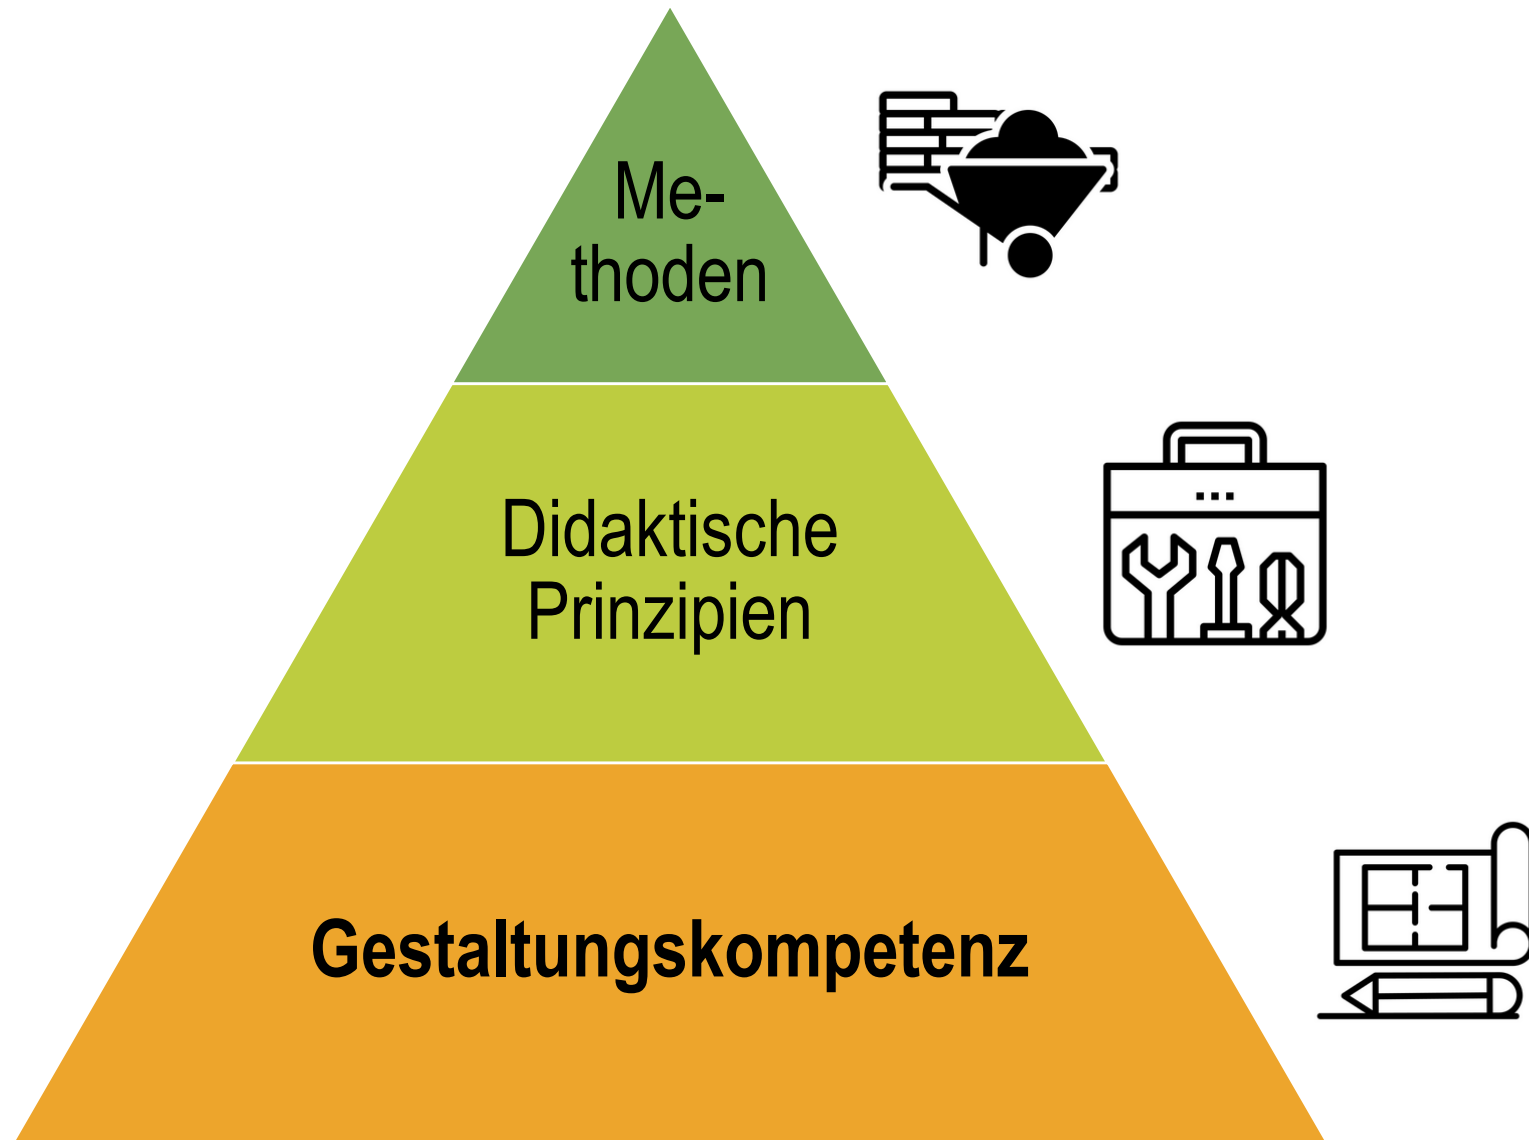 Me-
thoden
Didaktische
Prinzipien
Gestaltungskompetenz